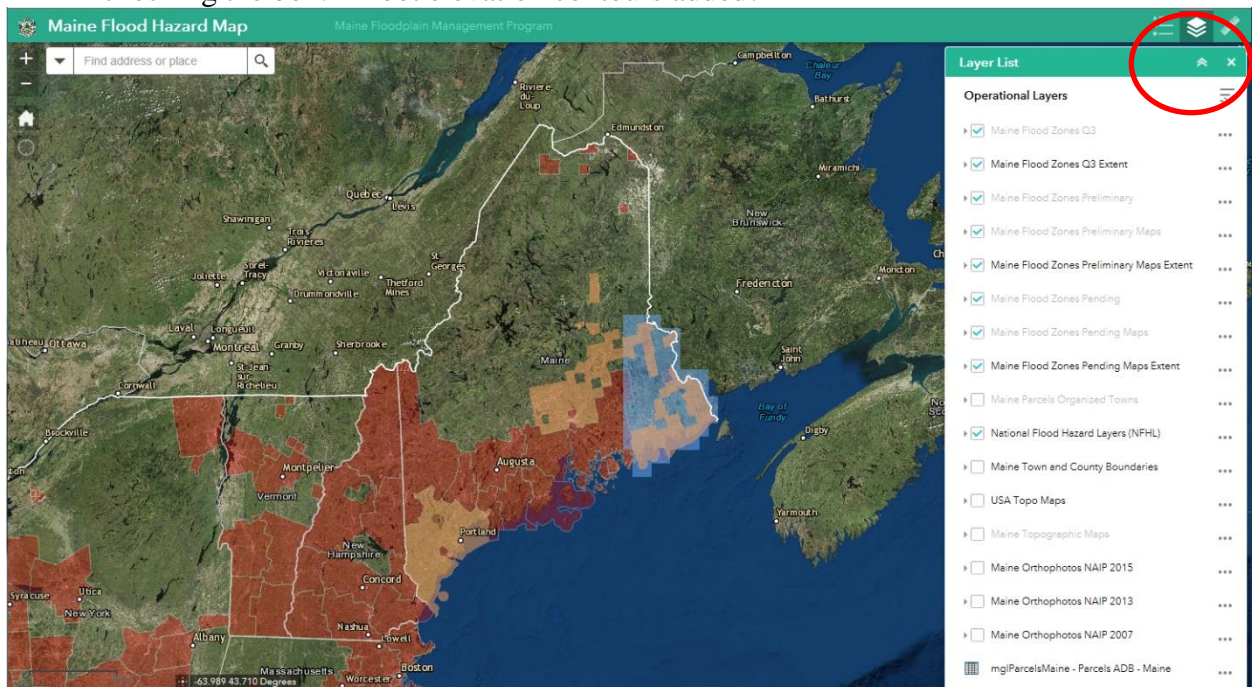 Maine Flood Hazard Map
Maine Floodplain Management Program
Find address or place
Layer List
Operational Layers
Maine Flood Zones Q3
Maine Flood Zones Q3 Extent
Maine Flood Zones Preliminary
Maine Flood Zones Preliminary Maps
Maine Flood Zones Preliminary Maps Extent
Maine Flood Zones Pending
Maine Flood Zones Pending Maps
Maine Flood Zones Pending Maps Extent
Maine Parcels Organized Towns
National Flood Hazard Layers (NFHL)
Maine Town and County Boundaries
USA Topo Maps
Maine Topographic Maps
Maine Orthophotos NAIP 2015
Maine Orthophotos NAIP 2013
Maine Orthophotos NAIP 2007
mglParcelsMaine - Parcels ADB - Maine
Campbellton
Chaleur
Bay
Bathurst
Riviere-
du-
Loup
Edmundston
Miramichi
Quebec
Levis
New
Brunswick
Shawinigan
Trois-
Rivieres
St.
Georges
Moncton
Joliette
Sorel-
Tracy
Victoriaville
Thetford
Mines
Drummondville
Fredericton
Laval
Longueuil
Gatineau
Ottawa
Montreal
Granby
Sherbrooke
Saint
John
St-Jean
sur-
Richelieu
Maine
Cornwall
Bay of
Fundy
Digby
Brockville
Augusta
Montpelier
Vermont
Yarmouth
Portland
New
Hampshire
Concord
Utica
Syracuse
New York
Nashua
Lowell
Albany
Massachusetts
Boston
Worcester
-63.989 43.710 Degrees